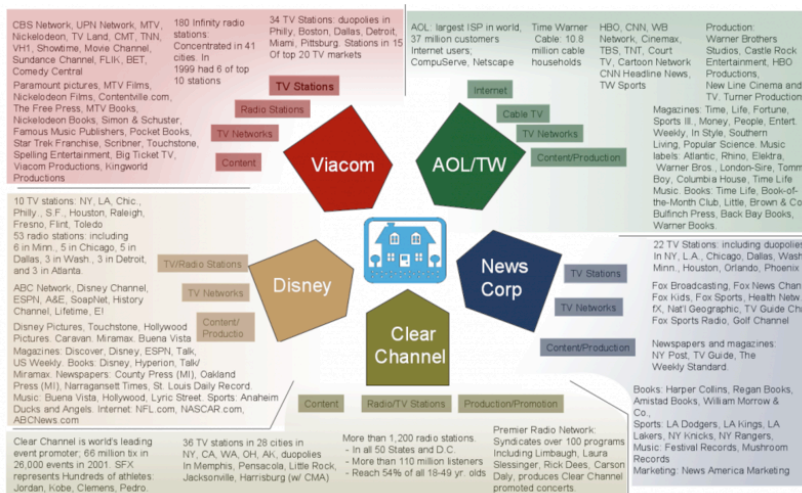 CBS Network, UPN Network, MTV,
Nickelodeon, TV Land, CMT, TNN,
VH1, Showtime, Movie Channel,
Sundance Channel, FLIK, BET,
Comedy Central
Paramount pictures, MTV Films,
Nickelodeon Films, Contentville.com,
The Free Press, MTV Books,
Nickelodeon Books, Simon & Schuster,
Famous Music Publishers, Pocket Books,
Star Trek Franchise, Scribner, Touchstone,
Spelling Entertainment, Big Ticket TV,
Viacom Productions, Kingworld
Productions
180 Infinity radio
stations:
Concentrated in 41
cities. In
1999 had 6 of top
10 stations
34 TV Stations: duopolies in
Philly, Boston, Dallas, Detroit,
Miami, Pittsburg. Stations in 15
Of top 20 TV markets
TV Stations
Radio Stations
TV Networks
Content
Viacom
AOL: largest ISP in world,
37 million customers
Internet users;
CompuServe, Netscape
Time Warner
Cable: 10.8
million cable
households
HBO, CNN, WB
Network, Cinemax,
TBS, TNT, Court
TV, Cartoon Network
CNN Headline News,
TW Sports
Production:
Warner Brothers
Studios, Castle Rock
Entertainment, HBO
Productions,
New Line Cinema and
TV. Turner Production
Magazines: Time, Life, Fortune,
Sports Ill., Money, People, Entert.
Weekly, In Style, Southern
Living, Popular Science. Music
labels: Atlantic, Rhino, Elektra,
Warner Bros., London-Sire, Tomm
Boy, Columbia House, Time Life
Music. Books: Time Life, Book-of-
the-Month Club, Little, Brown & Co
Bulfinch Press, Back Bay Books,
Warner Books.
Internet
Cable TV
TV Networks
Content/Production
AOL/TW
10 TV stations: NY, LA, Chic.,
Philly., S.F., Houston, Raleigh,
Fresno, Flint, Toledo
53 radio stations: including
6 in Minn., 5 in Chicago, 5 in
Dallas, 3 in Wash., 3 in Detroit,
and 3 in Atlanta.
ABC Network, Disney Channel,
ESPN, A&E, SoapNet, History
Channel, Lifetime, E!
Disney Pictures, Touchstone, Hollywood
Pictures. Caravan. Miramax. Buena Vista
Magazines: Discover, Disney, ESPN, Talk,
US Weekly. Books: Disney, Hyperion, Talk/
Miramax. Newspapers: County Press (MI), Oakland
Press (MI), Narragansett Times, St. Louis Daily Record.
Music: Buena Vista, Hollywood, Lyric Street. Sports: Anaheim
Ducks and Angels. Internet: NFL.com, NASCAR.com,
ABCNews.com
TV/Radio Stations
TV Networks
Content/
Productio
Disney
News
Corp
TV Stations
TV Networks
Content/Production
22 TV Stations: including duopolies
In NY, L.A., Chicago, Dallas, Wash
Minn., Houston, Orlando, Phoenix
Fox Broadcasting, Fox News Chan
Fox Kids, Fox Sports, Health Netw
fX, Nat'l Geographic, TV Guide Ch
Fox Sports Radio, Golf Channel
Newspapers and magazines:
NY Post, TV Guide, The
Weekly Standard.
Books: Harper Collins, Regan Books,
Amistad Books, William Morrow &
Co.,
Sports: LA Dodgers, LA Kings, LA
Lakers, NY Knicks, NY Rangers,
Music: Festival Records, Mushroom
Records
Marketing: News America Marketing
Clear
Channel
Content
Radio/TV Stations
Production/Promotion
Clear Channel is world's leading
event promoter; 66 million tix in
26,000 events in 2001. SFX
represents Hundreds of athletes:
Jordan, Kobe, Clemens, Pedro.
36 TV stations in 28 cities in
NY, CA, WA, OH, AK, duopolies
In Memphis, Pensacola, Little Rock,
Jacksonville, Harrisburg (w/ CMA)
More than 1,200 radio stations.
- In all 50 States and D.C.
- More than 110 million listeners
- Reach 54% of all 18-49 yr. olds
Premier Radio Network:
Syndicates over 100 programs
Including Limbaugh, Laura
Slessinger, Rick Dees, Carson
Daly, produces Clear Channel
promoted concerts.